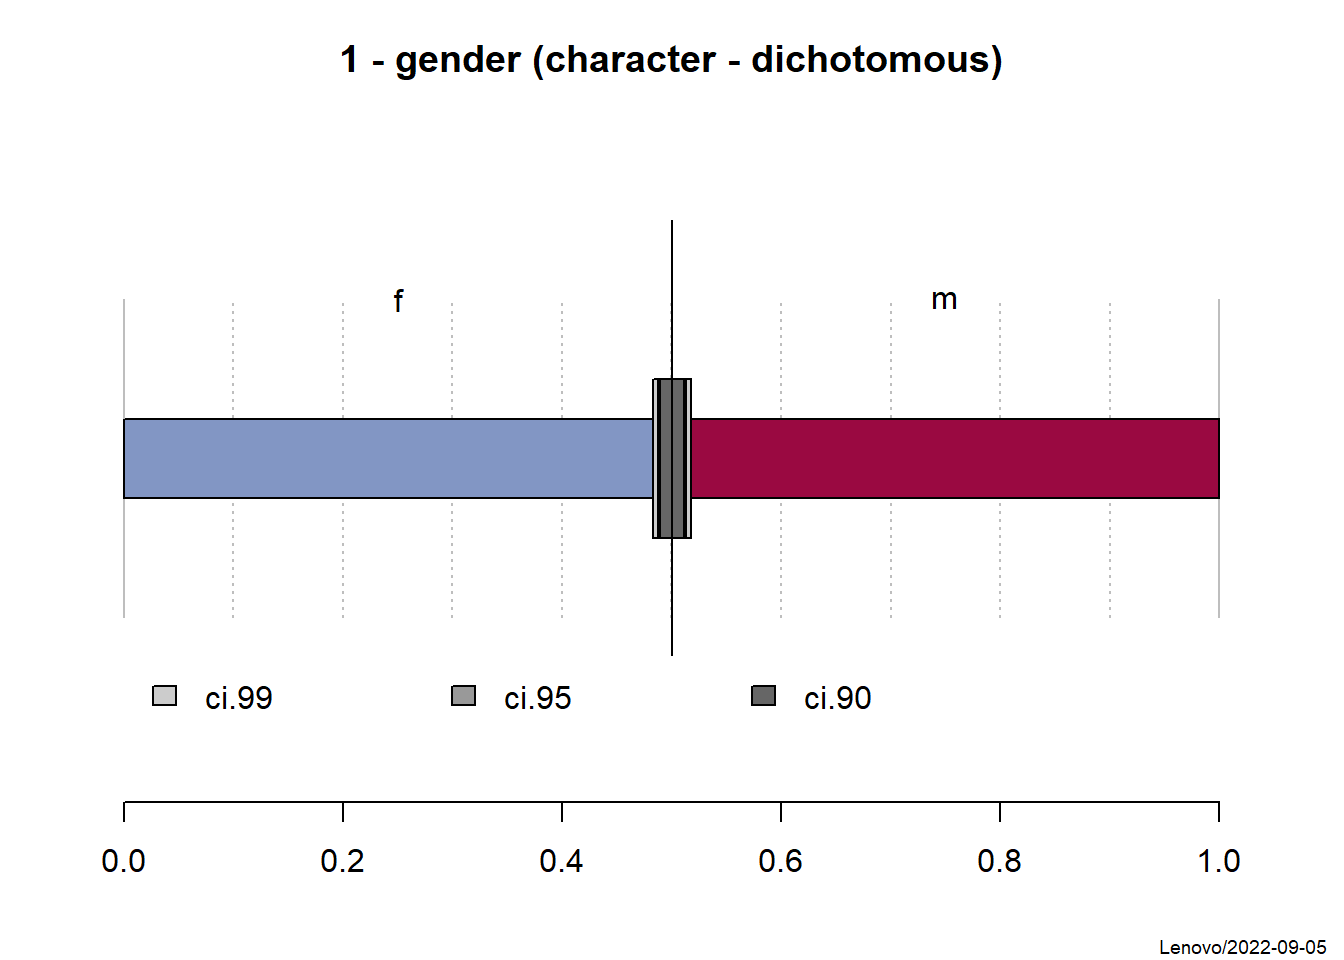 1 - gender (character - dichotomous)
f m
ci.99 ci.95 ci.90
0.0 0.2 0.4 0.6 0.8 1.0
Lenovo/2022-09-05